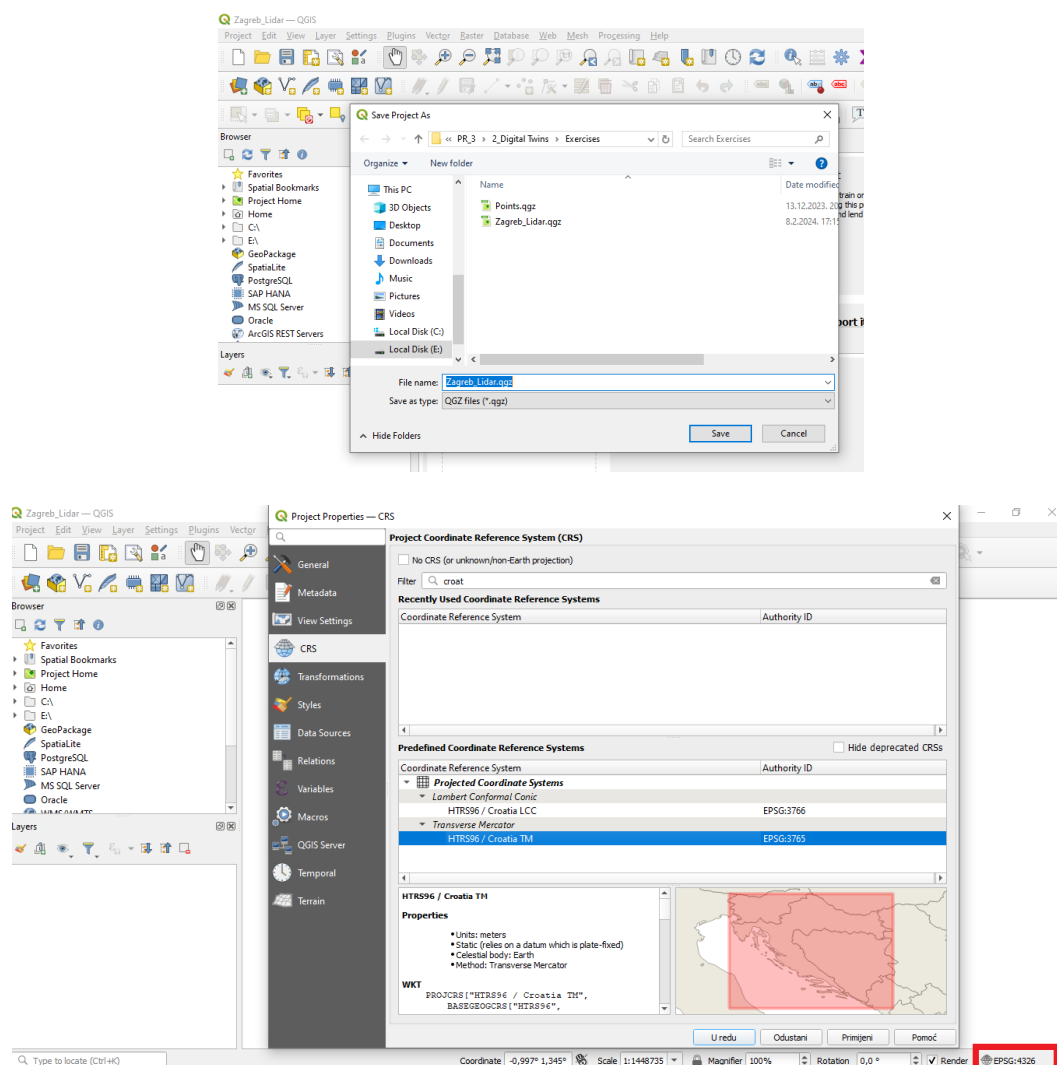 Zagreb_Lidar — QGIS
Project Edit View Layer Settings Plugins Vector Raster Database Web Mesh Processing Help
abc
Save Project As
Browser
« PR_3 › 2_Digital Twins › Exercises
Search Exercises
Organize New folder
Favorites
Spatial Bookmarks
Project Home
Home
C:\
E:\
GeoPackage
SpatiaLite
PostgreSQL
SAP HANA
MS SQL Server
Oracle
ArcGIS REST Servers
Layers
This PC
3D Objects
Desktop
Documents
Downloads
Music
Pictures
Videos
Local Disk (C:)
Local Disk (E:)
Name Date modified
Points.qgz 13.12.2023. 20
Zagreb_Lidar.qgz 8.2.2024. 17:15
File name: Zagreb_Lidar.qgz
Save as type: QGZ files (*.qgz)
Hide Folders
Save
Cancel
Zagreb_Lidar — QGIS
Project Edit View Layer Settings Plugins Vector
Browser
Favorites
Spatial Bookmarks
Project Home
Home
C:\
E:\
GeoPackage
SpatiaLite
PostgreSQL
SAP HANA
MS SQL Server
Oracle
WMS/WMTS
Layers
Project Properties — CRS
General
Metadata
View Settings
CRS
Transformations
Styles
Data Sources
Relations
Variables
Macros
QGIS Server
Temporal
Terrain
Project Coordinate Reference System (CRS)
No CRS (or unknown/non-Earth projection)
Filter croat
Recently Used Coordinate Reference Systems
Coordinate Reference System Authority ID
Predefined Coordinate Reference Systems Hide deprecated CRSs
Coordinate Reference System Authority ID
Projected Coordinate Systems
Lambert Conformal Conic
HTRS96 / Croatia LCC EPSG:3766
Transverse Mercator
HTRS96 / Croatia TM EPSG:3765
HTRS96 / Croatia TM
Properties
• Units: meters
• Static (relies on a datum which is plate-fixed)
• Celestial body: Earth
• Method: Transverse Mercator
WKT
PROJCRS["HTRS96 / Croatia TM",
BASEGEOGCRS["HTRS96",
U redu Odustani Primijeni Pomoć
Type to locate (Ctrl+K) Coordinate -0,997° 1,345° Scale 1:1448735 Magnifier 100% Rotation 0,0 ° Render EPSG:4326